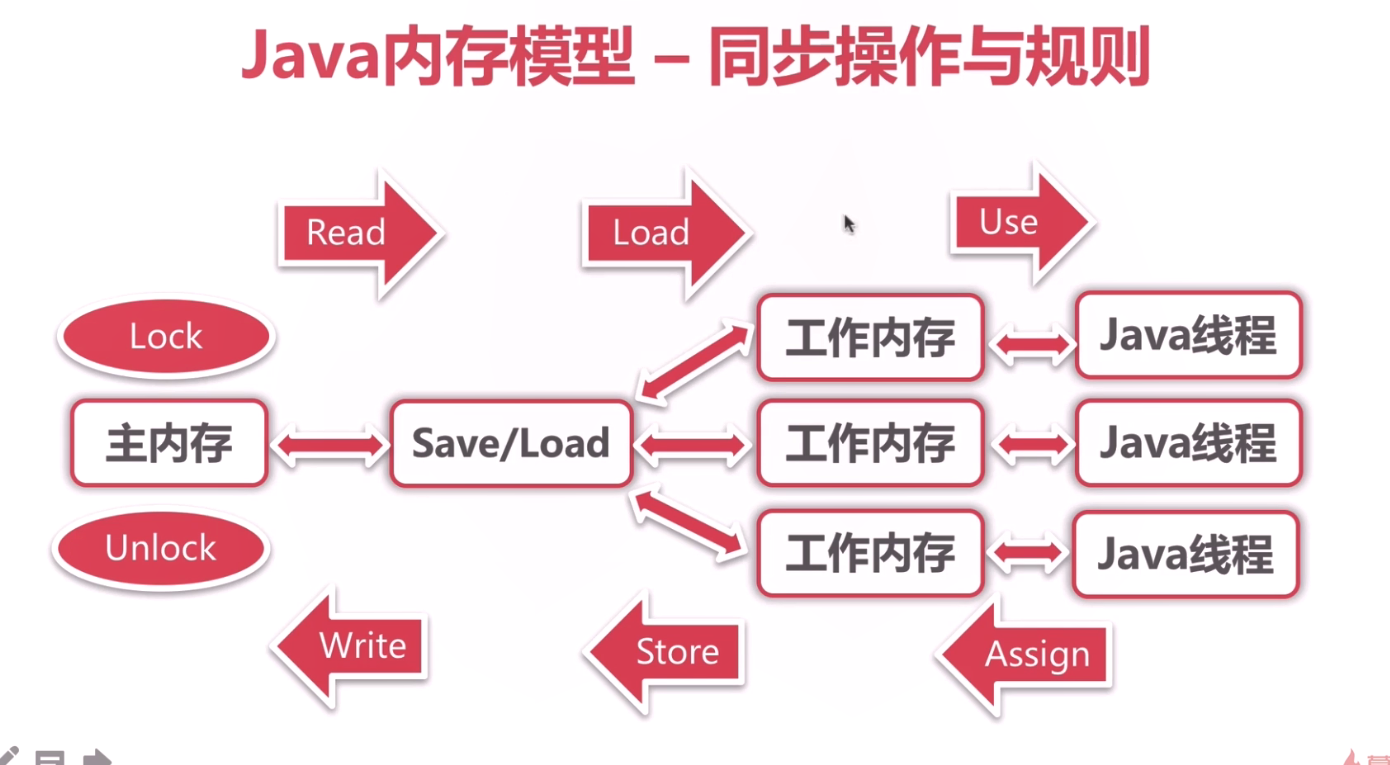 Java内存模型 – 同步操作与规则
Read
Load
Use
Lock
工作内存
Java线程
主内存
Save/Load
工作内存
Java线程
Unlock
工作内存
Java线程
Write
Store
Assign